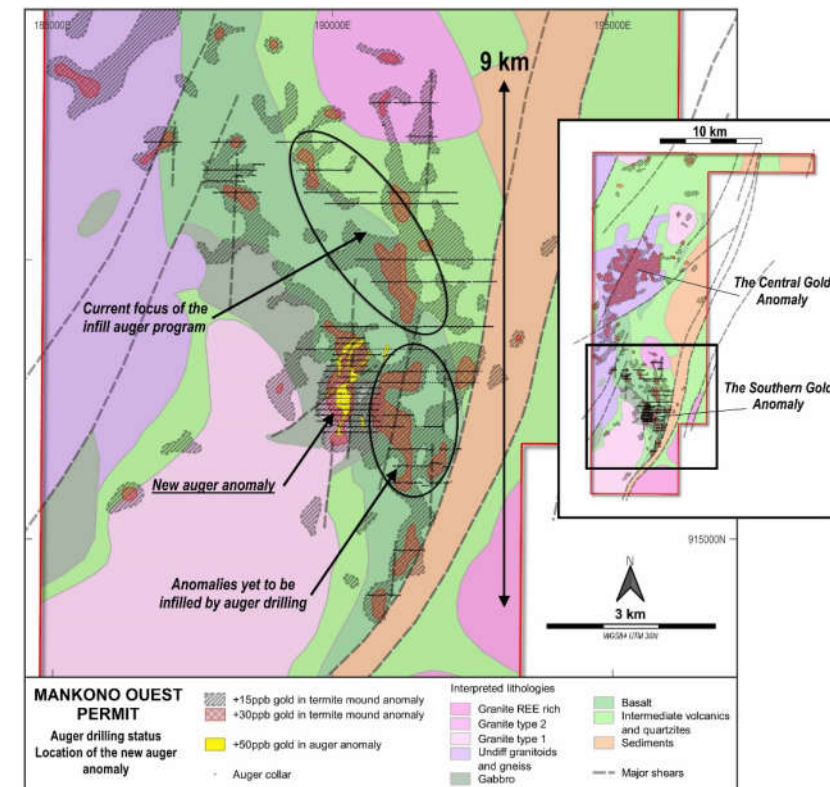 185000E
190000E
195000E
9 km
10 km
Current focus of the
infill auger program
The Central Gold
Anomaly
The Southern Gold
Anomaly
New auger anomaly
Anomalies yet to be
infilled by auger drilling
915000N
N
3 km
MANKONO OUEST
PERMIT
Auger drilling status
Location of the new auger
anomaly
+15ppb gold in termite mound anomaly
+30ppb gold in termite mound anomaly
+50ppb gold in auger anomaly
Auger collar
Interpreted lithologies
Granite REE rich
Granite type 2
Granite type 1
Undiff granitoids
and gneiss
Gabbro
Basalt
Intermediate volcanics
and quartzites
Sediments
Major shears